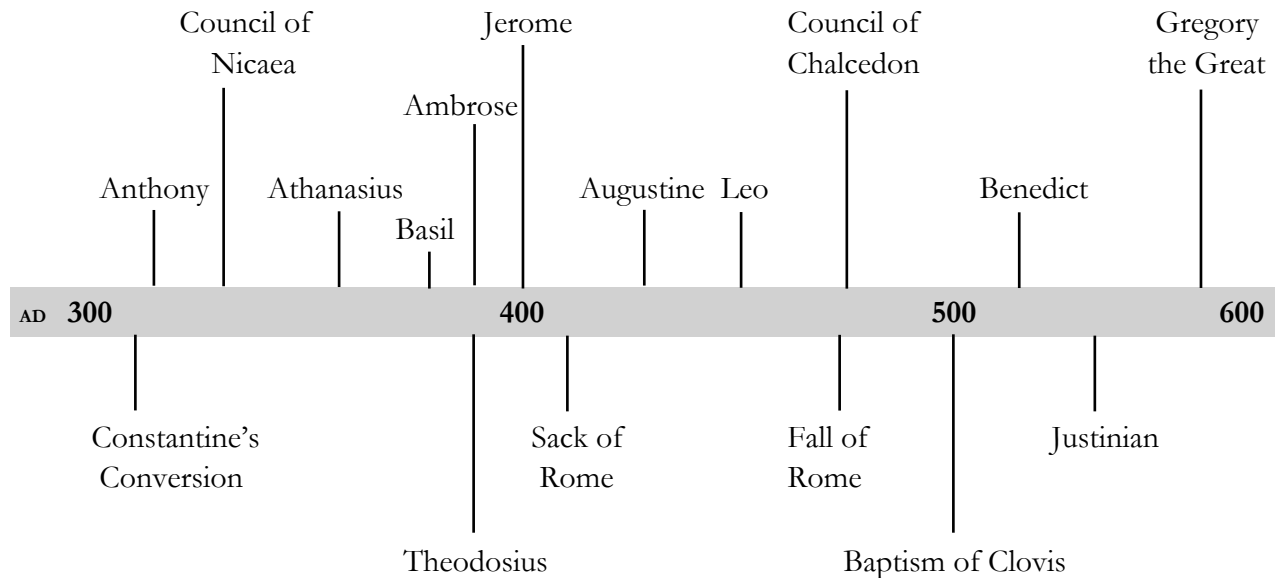 Council of
Nicaea
Jerome
Council of
Chalcedon
Gregory
the Great
Ambrose
Anthony
Athanasius
Basil
Augustine
Leo
Benedict
AD 300 400 500 600
Constantine’s
Conversion
Sack of
Rome
Fall of
Rome
Justinian
Theodosius
Baptism of Clovis